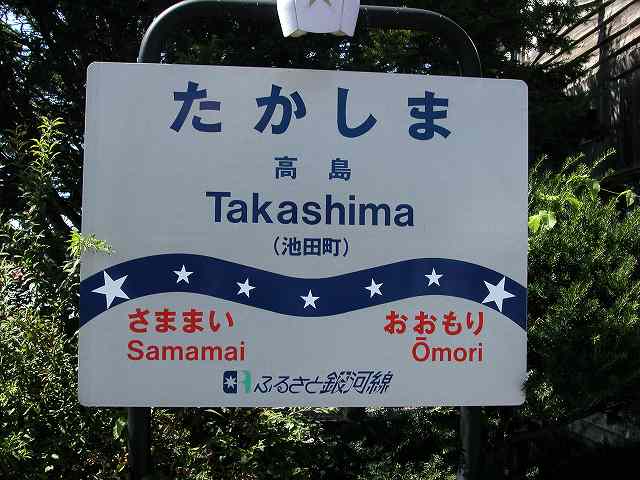 たかしま
高島
Takashima
(池田町)
さままい おおもり
Samamai Ōmori
ふるさと銀河線